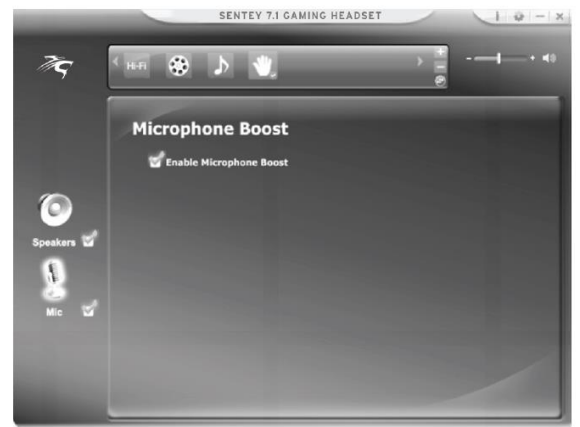 SENTEY 7.1 GAMING HEADSET
Hi-Fi
Microphone Boost
Enable Microphone Boost
Speakers
Mic